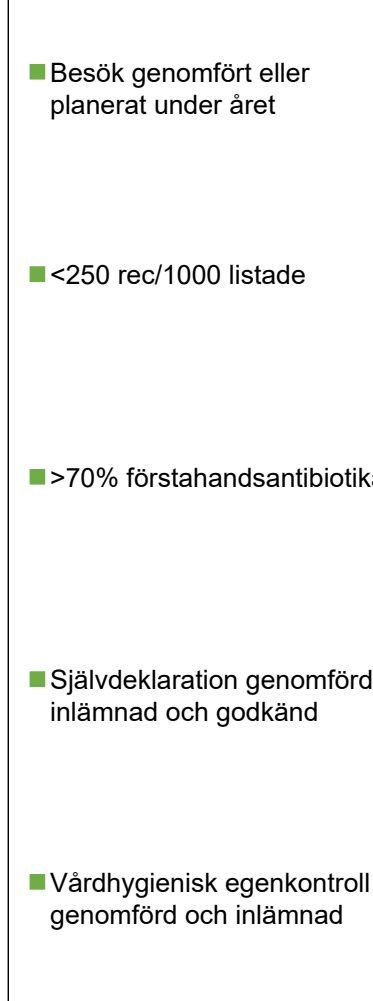 Besök genomfört eller
planerat under året
<250 rec/1000 listade
>70% förstahandsantibiotika
Självdeklaration genomförd
inlämnad och godkänd
Vårdhygienisk egenkontroll
genomförd och inlämnad